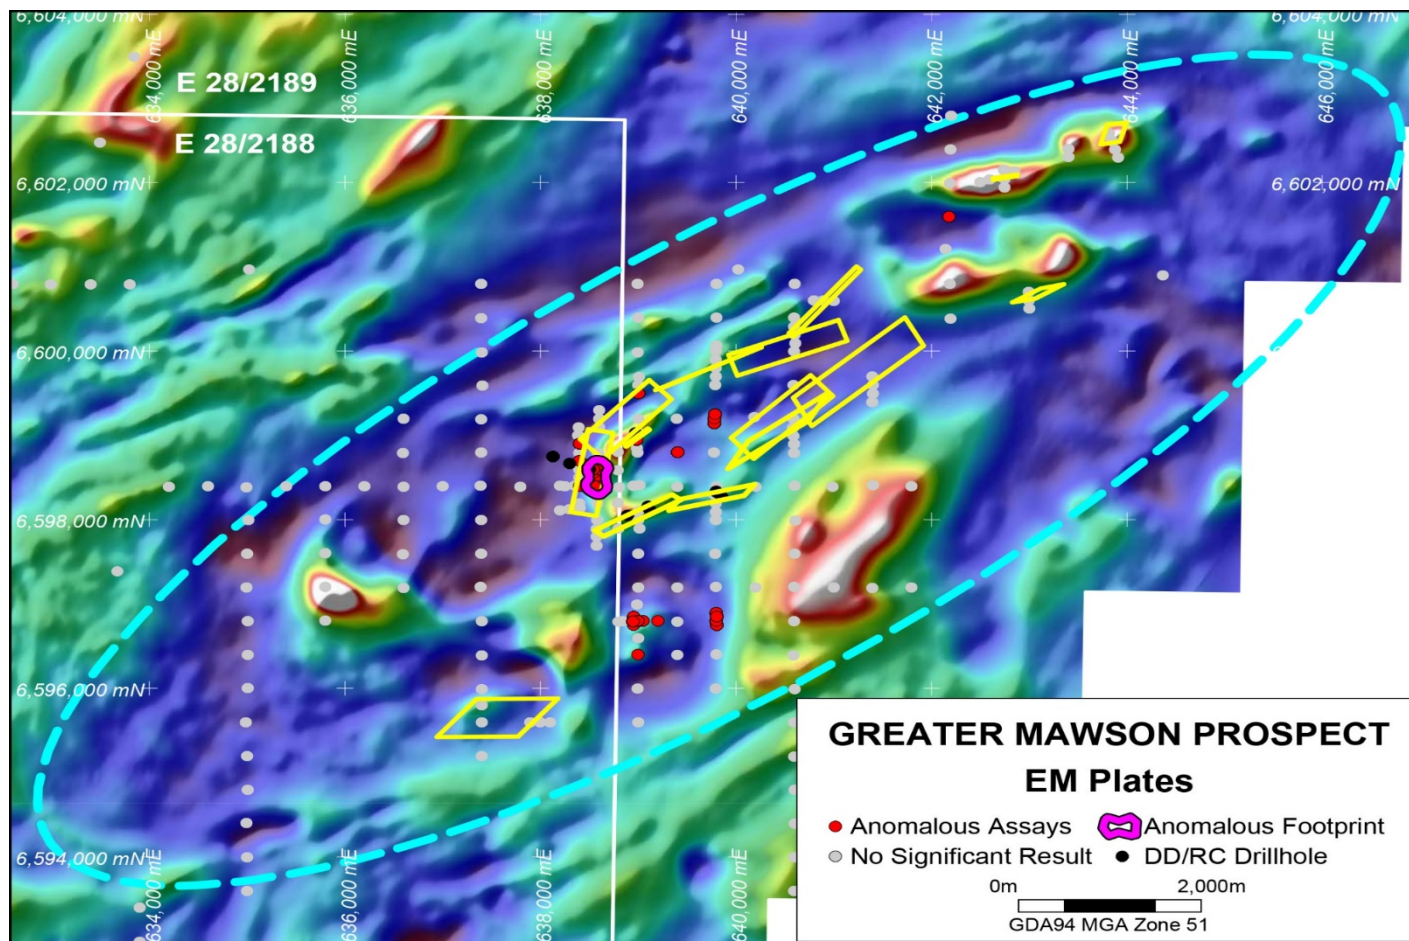 6,604,000 mN
6,604,000 mN
634,000 mE
636,000 mE
638,000 mE
640,000 mE
642,000 mE
644,000 mE
646,000 mE
E 28/2189
E 28/2188
6,602,000 mN
6,602,000 mN
6,600,000 mN
6,598,000 mN
6,596,000 mN
6,594,000 mN
634,000 mE
636,000 mE
638,000 mE
640,000 mE
GREATER MAWSON PROSPECT
EM Plates
Anomalous Assays
Anomalous Footprint
No Significant Result
DD/RC Drillhole
0m 2,000m
GDA94 MGA Zone 51